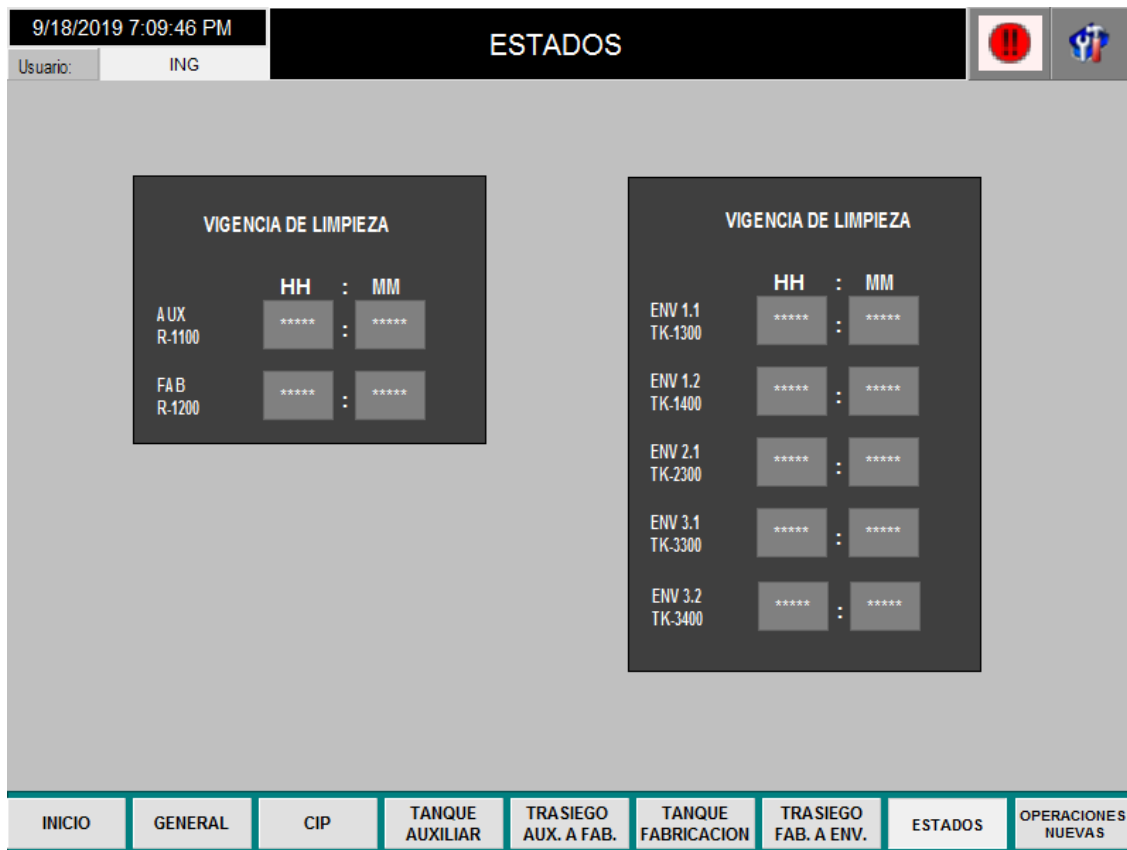 9/18/2019 7:09:46 PM
Usuario: ING
ESTADOS
VIGENCIA DE LIMPIEZA
HH : MM
AUX
R-1100
***** : *****
FAB
R-1200
***** : *****
VIGENCIA DE LIMPIEZA
HH : MM
ENV 1.1
TK-1300
***** : *****
ENV 1.2
TK-1400
***** : *****
ENV 2.1
TK-2300
***** : *****
ENV 3.1
TK-3300
***** : *****
ENV 3.2
TK-3400
***** : *****
INICIO
GENERAL
CIP
TANQUE
AUXILIAR
TRASIEGO
AUX. A FAB.
TANQUE
FABRICACION
TRASIEGO
FAB. A ENV.
ESTADOS
OPERACIONES
NUEVAS